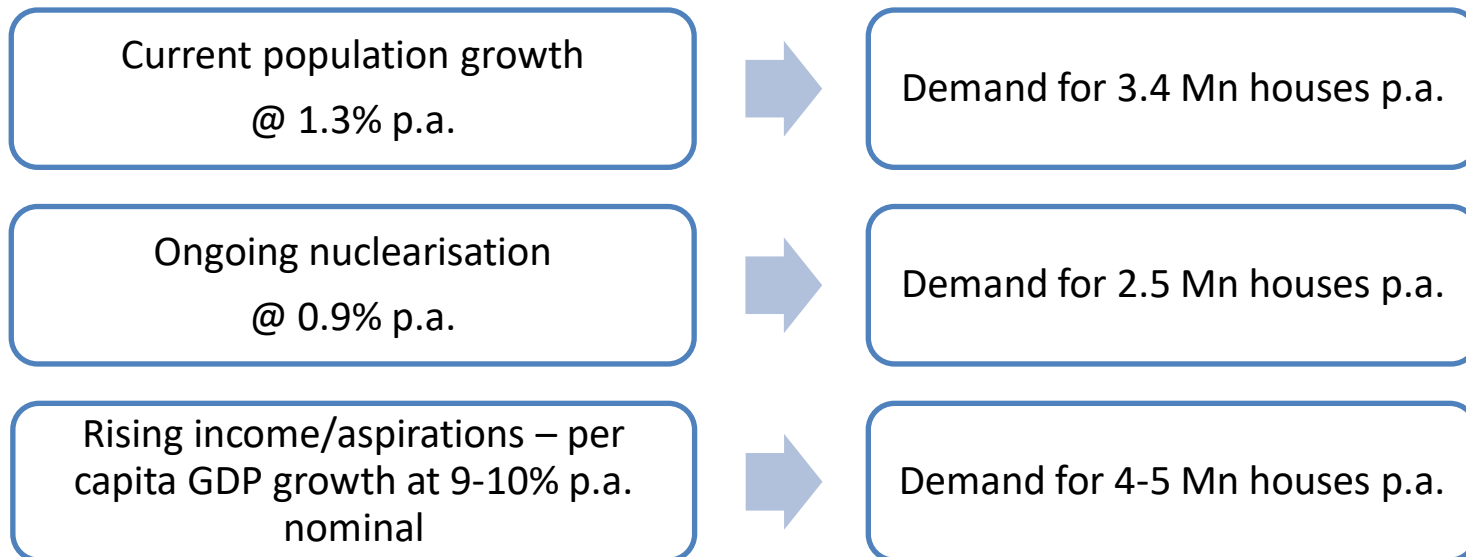 Current population growth
@ 1.3% p.a.
Demand for 3.4 Mn houses p.a.
Ongoing nuclearisation
@ 0.9% p.a.
Demand for 2.5 Mn houses p.a.
Rising income/aspirations – per
capita GDP growth at 9-10% p.a.
nominal
Demand for 4-5 Mn houses p.a.